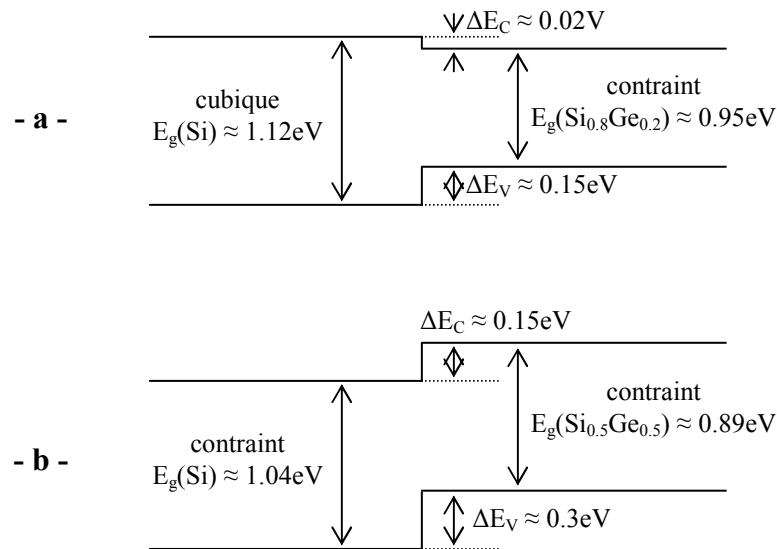 ΔE_C ≈ 0.02V
cubique
E_g(Si) ≈ 1.12eV
- a -
contraint
E_g(Si_0.8Ge_0.2) ≈ 0.95eV
ΔE_V ≈ 0.15eV
ΔE_C ≈ 0.15eV
contraint
E_g(Si_0.5Ge_0.5) ≈ 0.89eV
- b -
contraint
E_g(Si) ≈ 1.04eV
ΔE_V ≈ 0.3eV